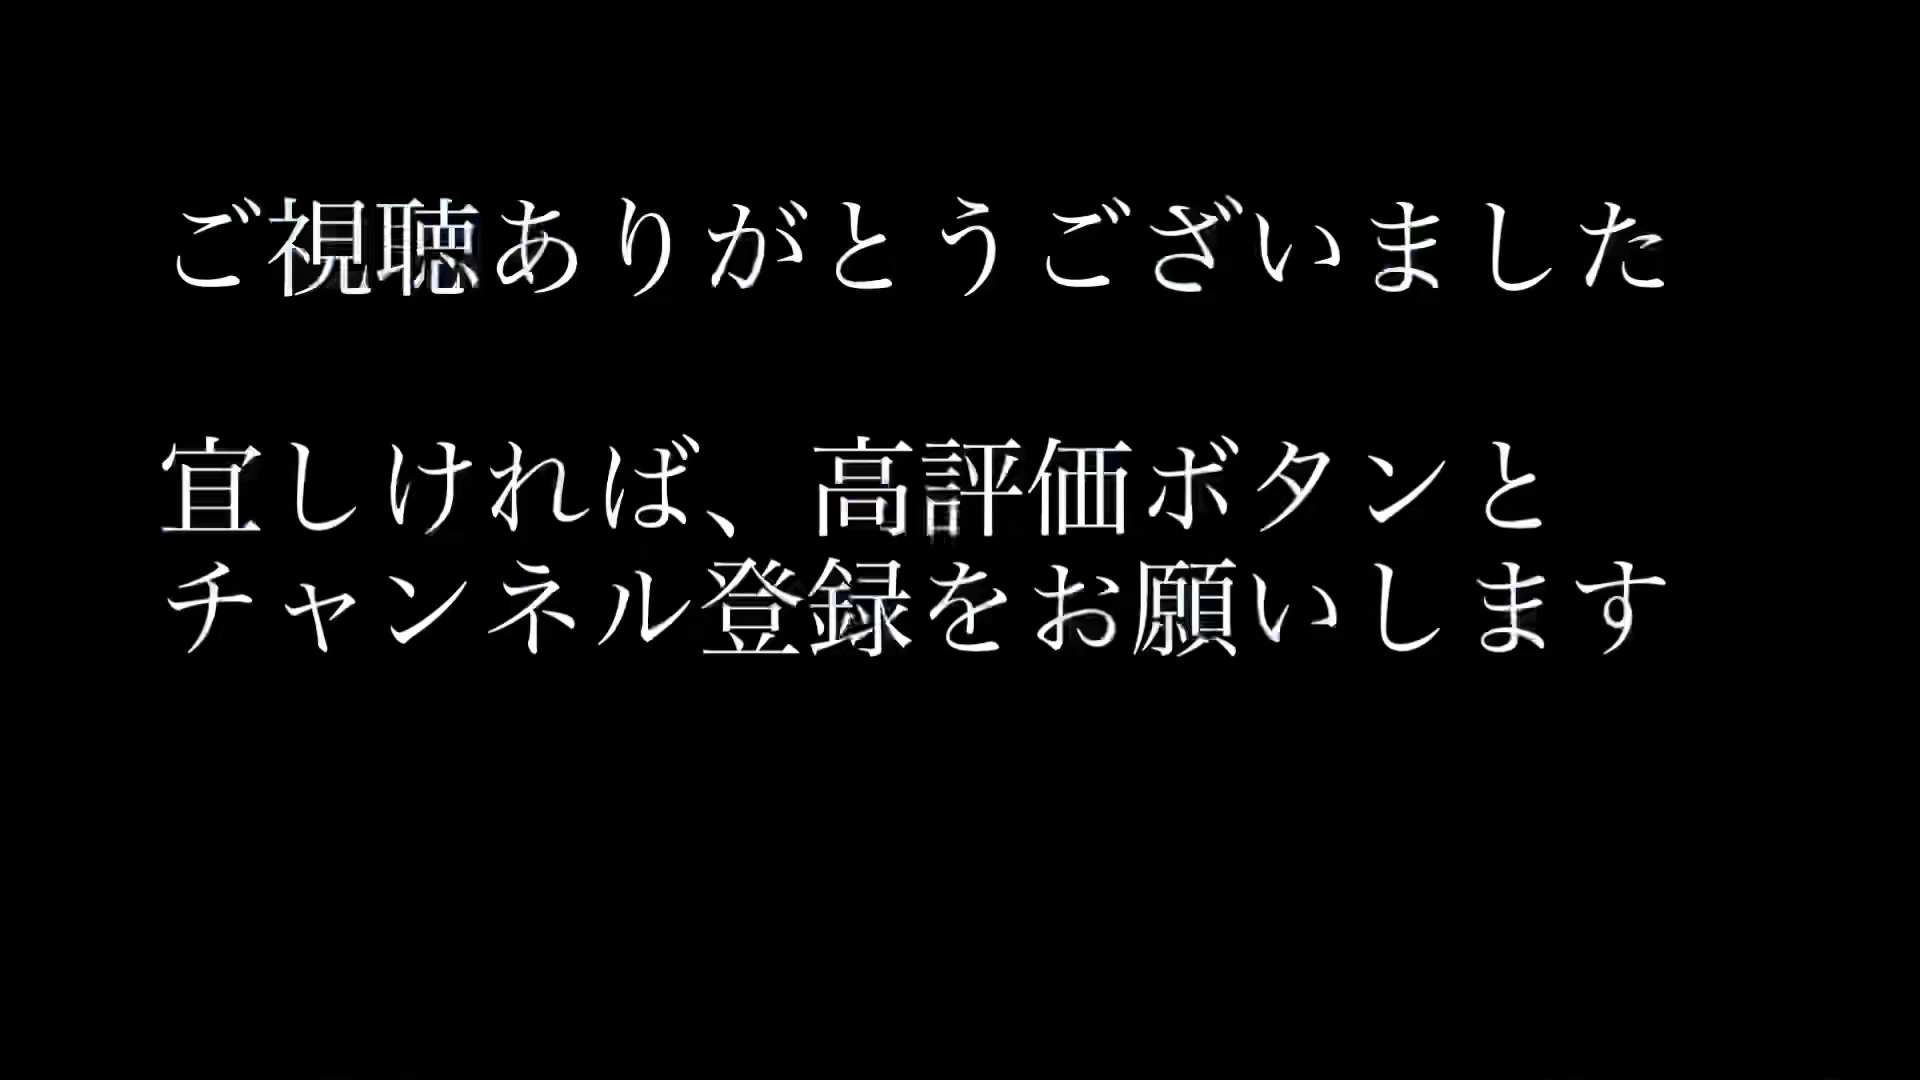 ご視聴ありがとうございました
宜しければ、高評価ボタンと
チャンネル登録をお願いします